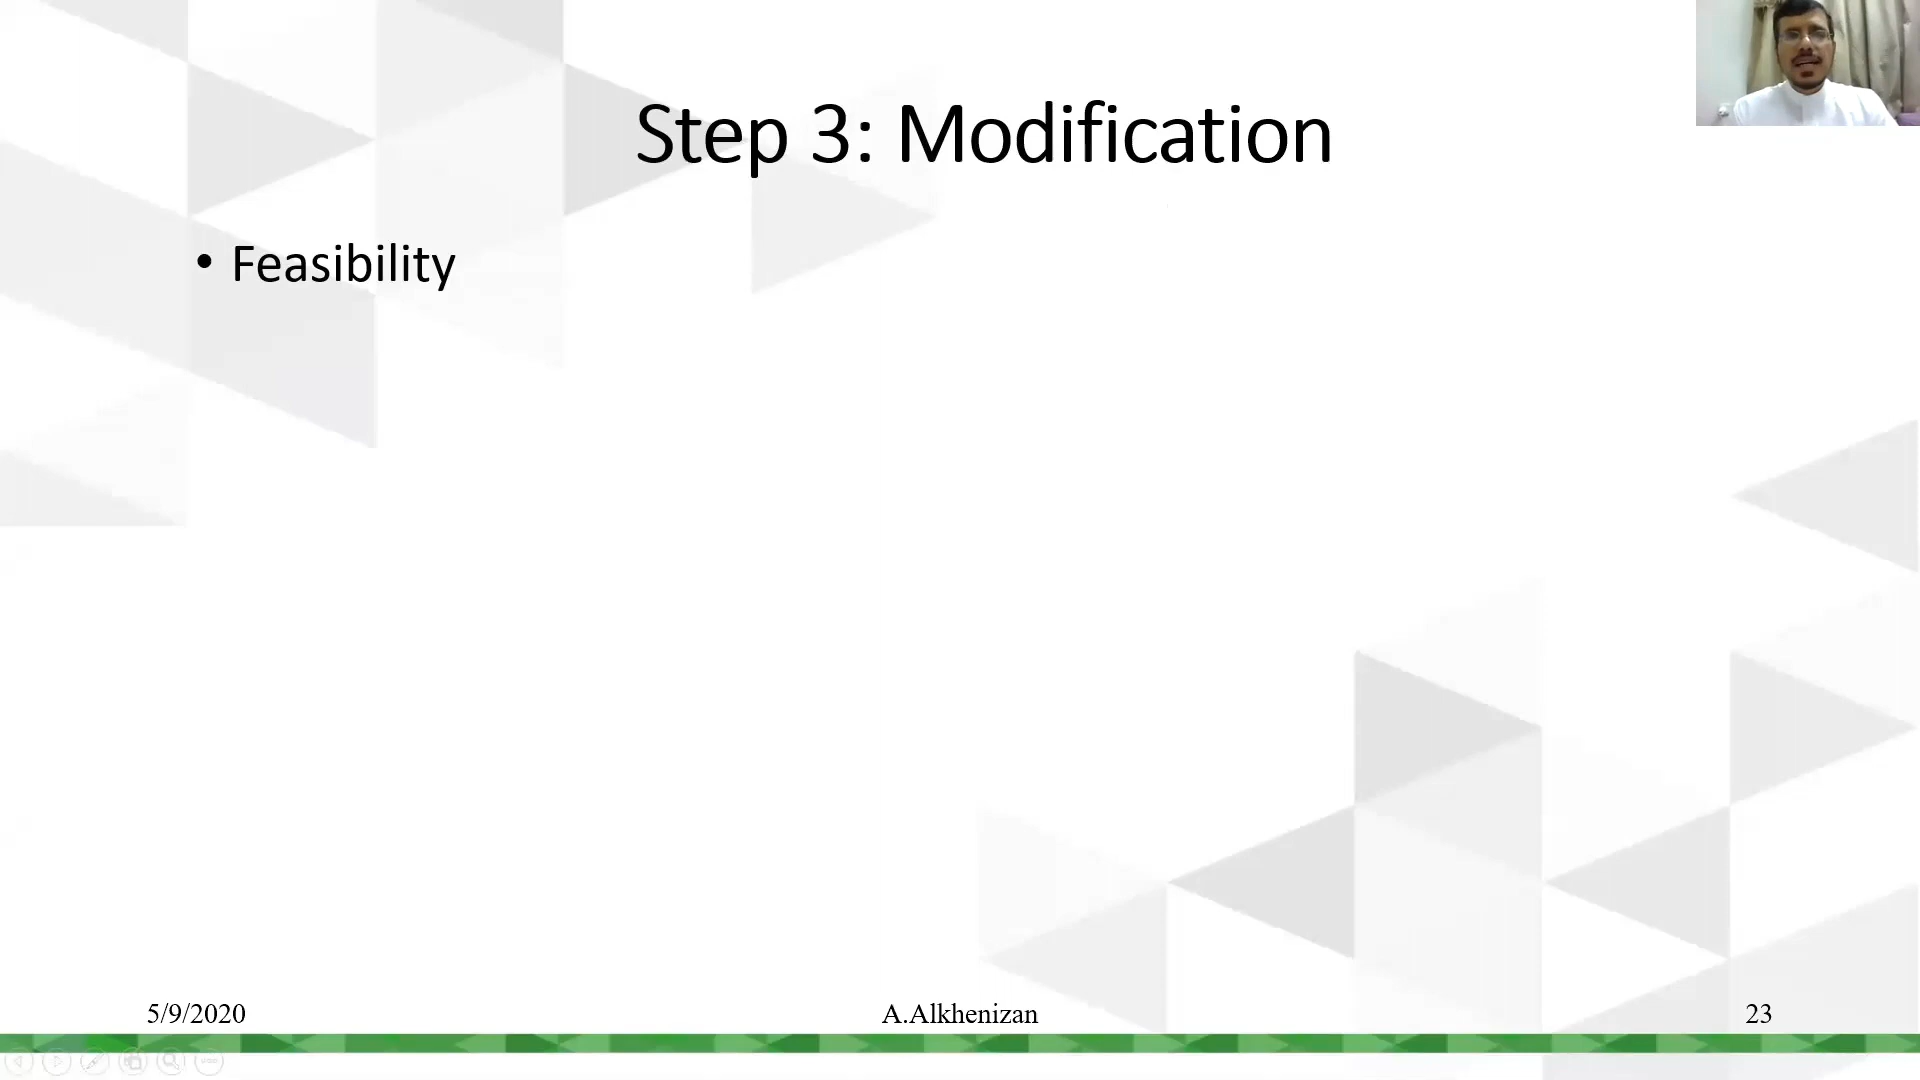 Step 3: Modification
• Feasibility
5/9/2020
A.Alkhenizan
23